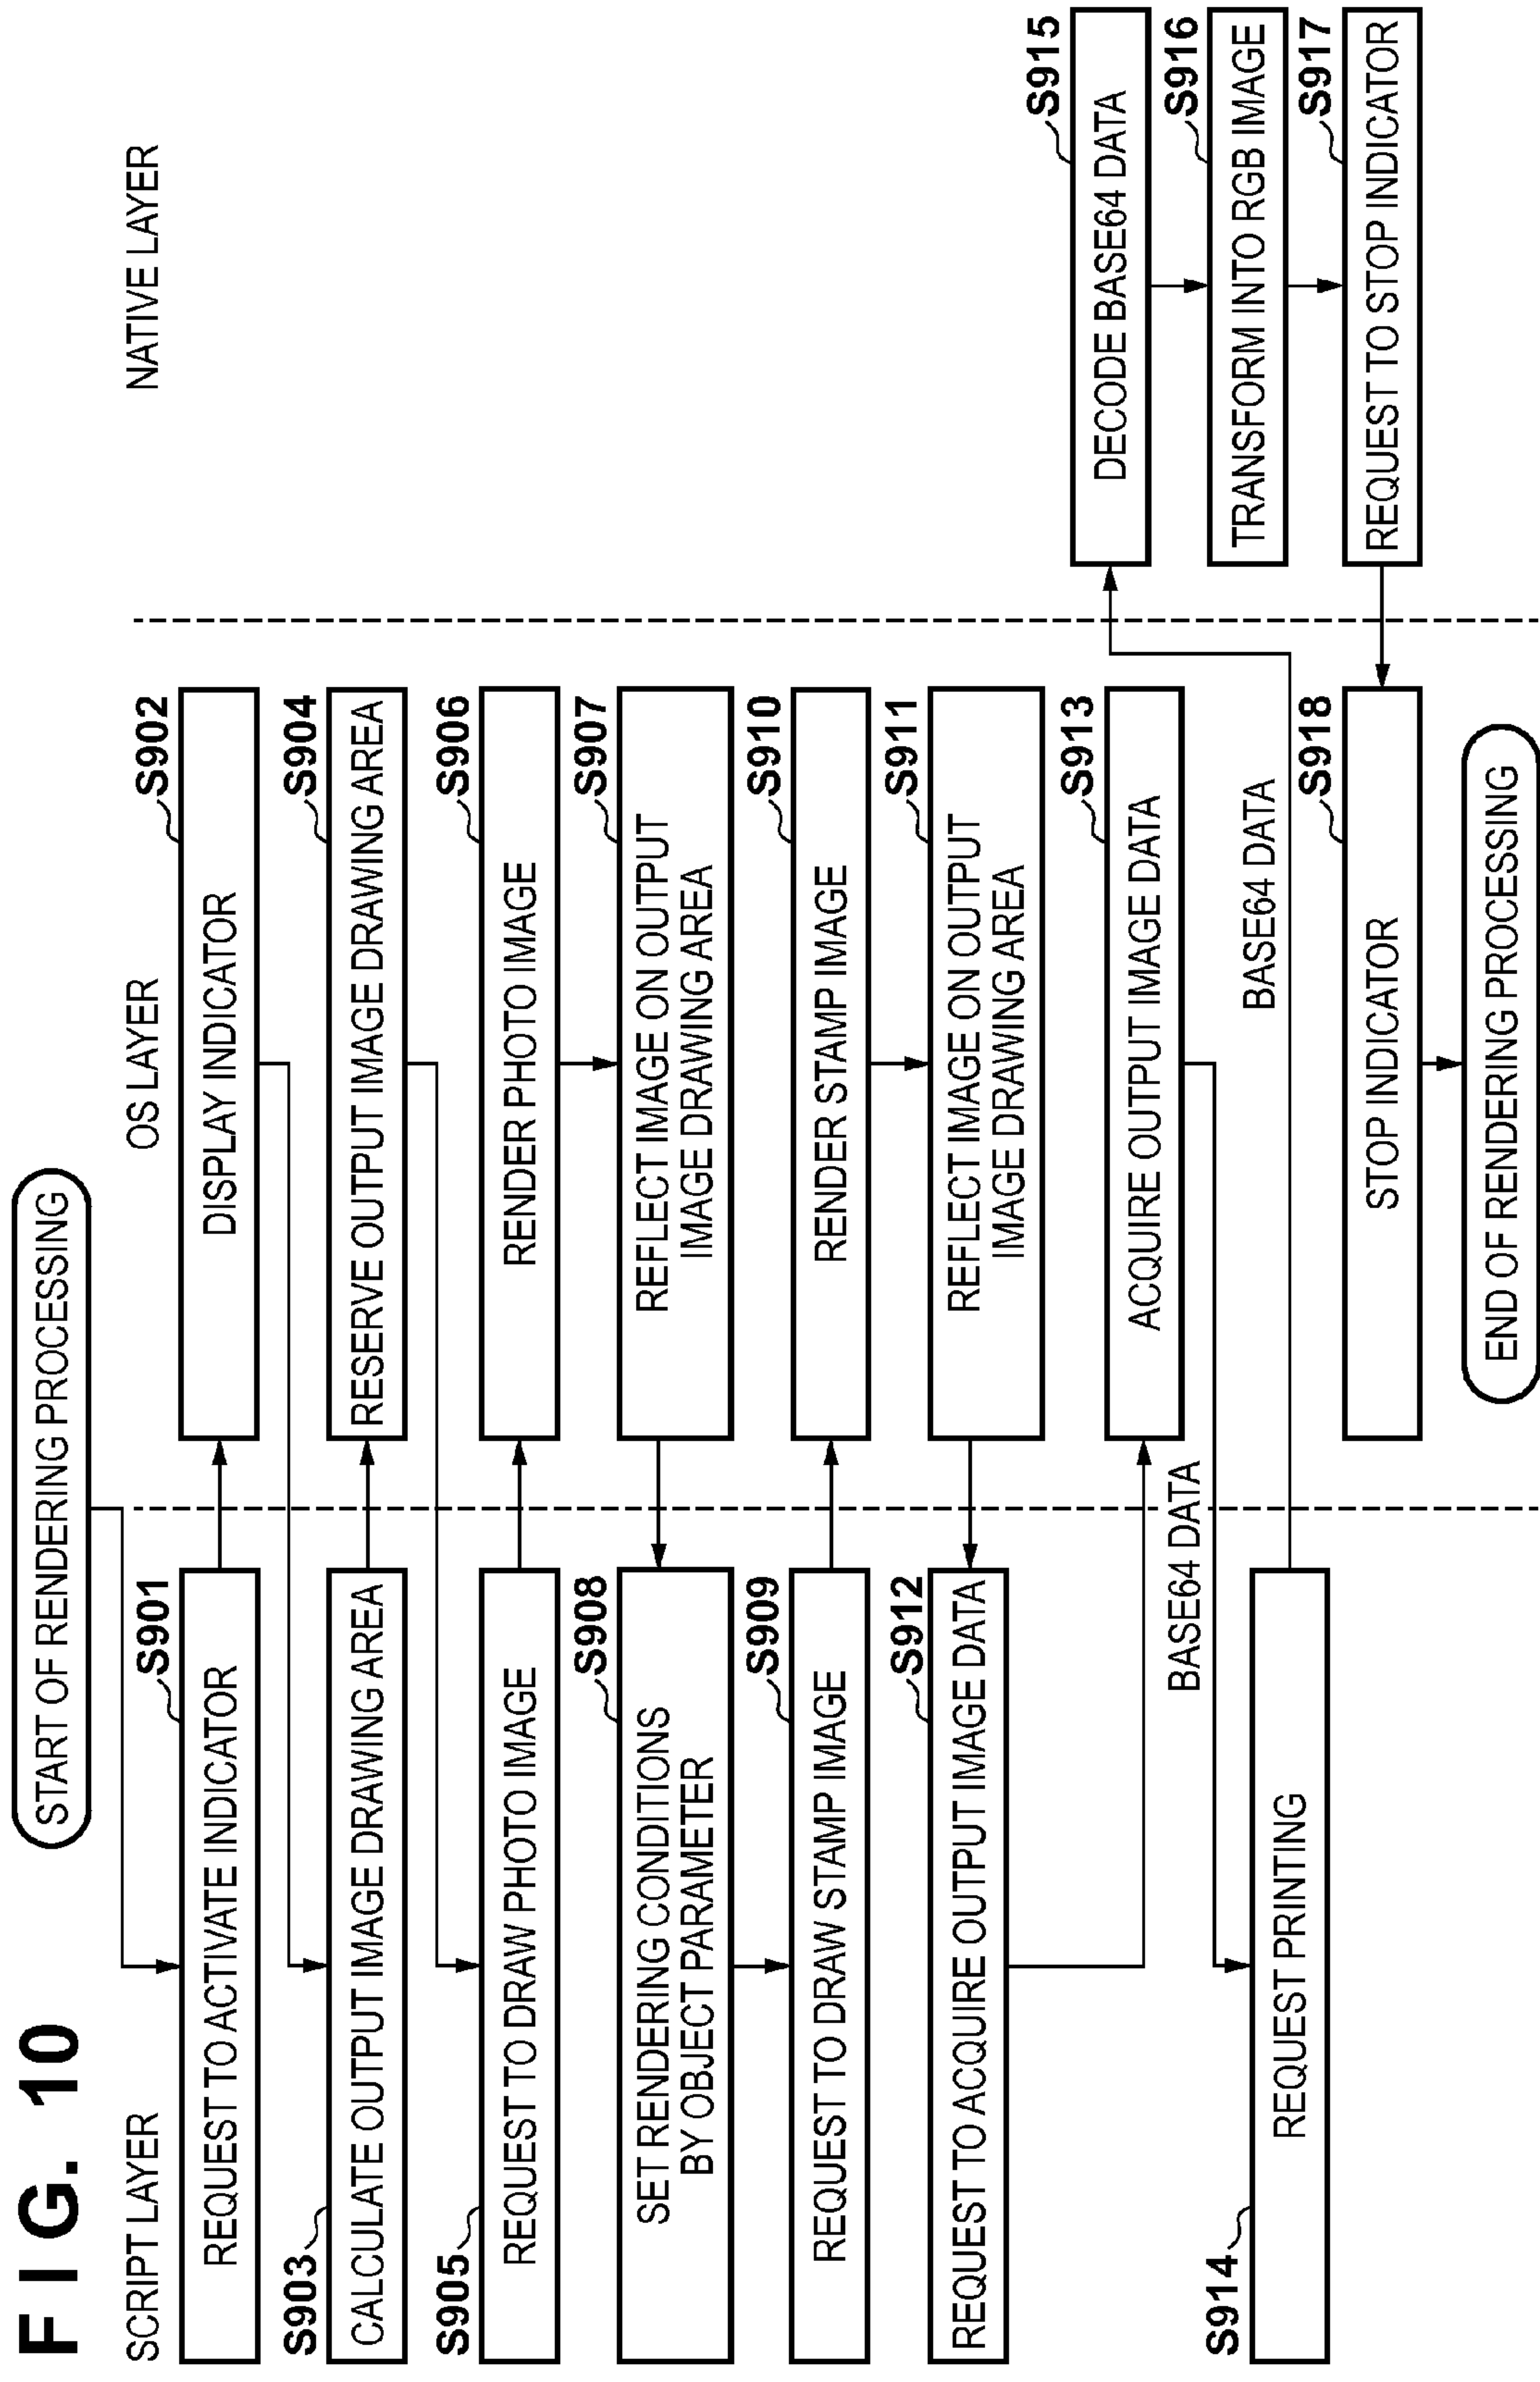 FIG. 10
START OF RENDERING PROCESSING
SCRIPT LAYER
OS LAYER
NATIVE LAYER
S901
REQUEST TO ACTIVATE INDICATOR
S902
DISPLAY INDICATOR
S903
CALCULATE OUTPUT IMAGE DRAWING AREA
S904
RESERVE OUTPUT IMAGE DRAWING AREA
S905
REQUEST TO DRAW PHOTO IMAGE
S906
RENDER PHOTO IMAGE
S907
REFLECT IMAGE ON OUTPUT
IMAGE DRAWING AREA
S908
SET RENDERING CONDITIONS
BY OBJECT PARAMETER
S909
REQUEST TO DRAW STAMP IMAGE
S910
RENDER STAMP IMAGE
S911
REFLECT IMAGE ON OUTPUT
IMAGE DRAWING AREA
S912
REQUEST TO ACQUIRE OUTPUT IMAGE DATA
S913
ACQUIRE OUTPUT IMAGE DATA
BASE64 DATA
S914
REQUEST PRINTING
BASE64 DATA
S915
DECODE BASE64 DATA
S916
TRANSFORM INTO RGB IMAGE
S917
REQUEST TO STOP INDICATOR
S918
STOP INDICATOR
END OF RENDERING PROCESSING